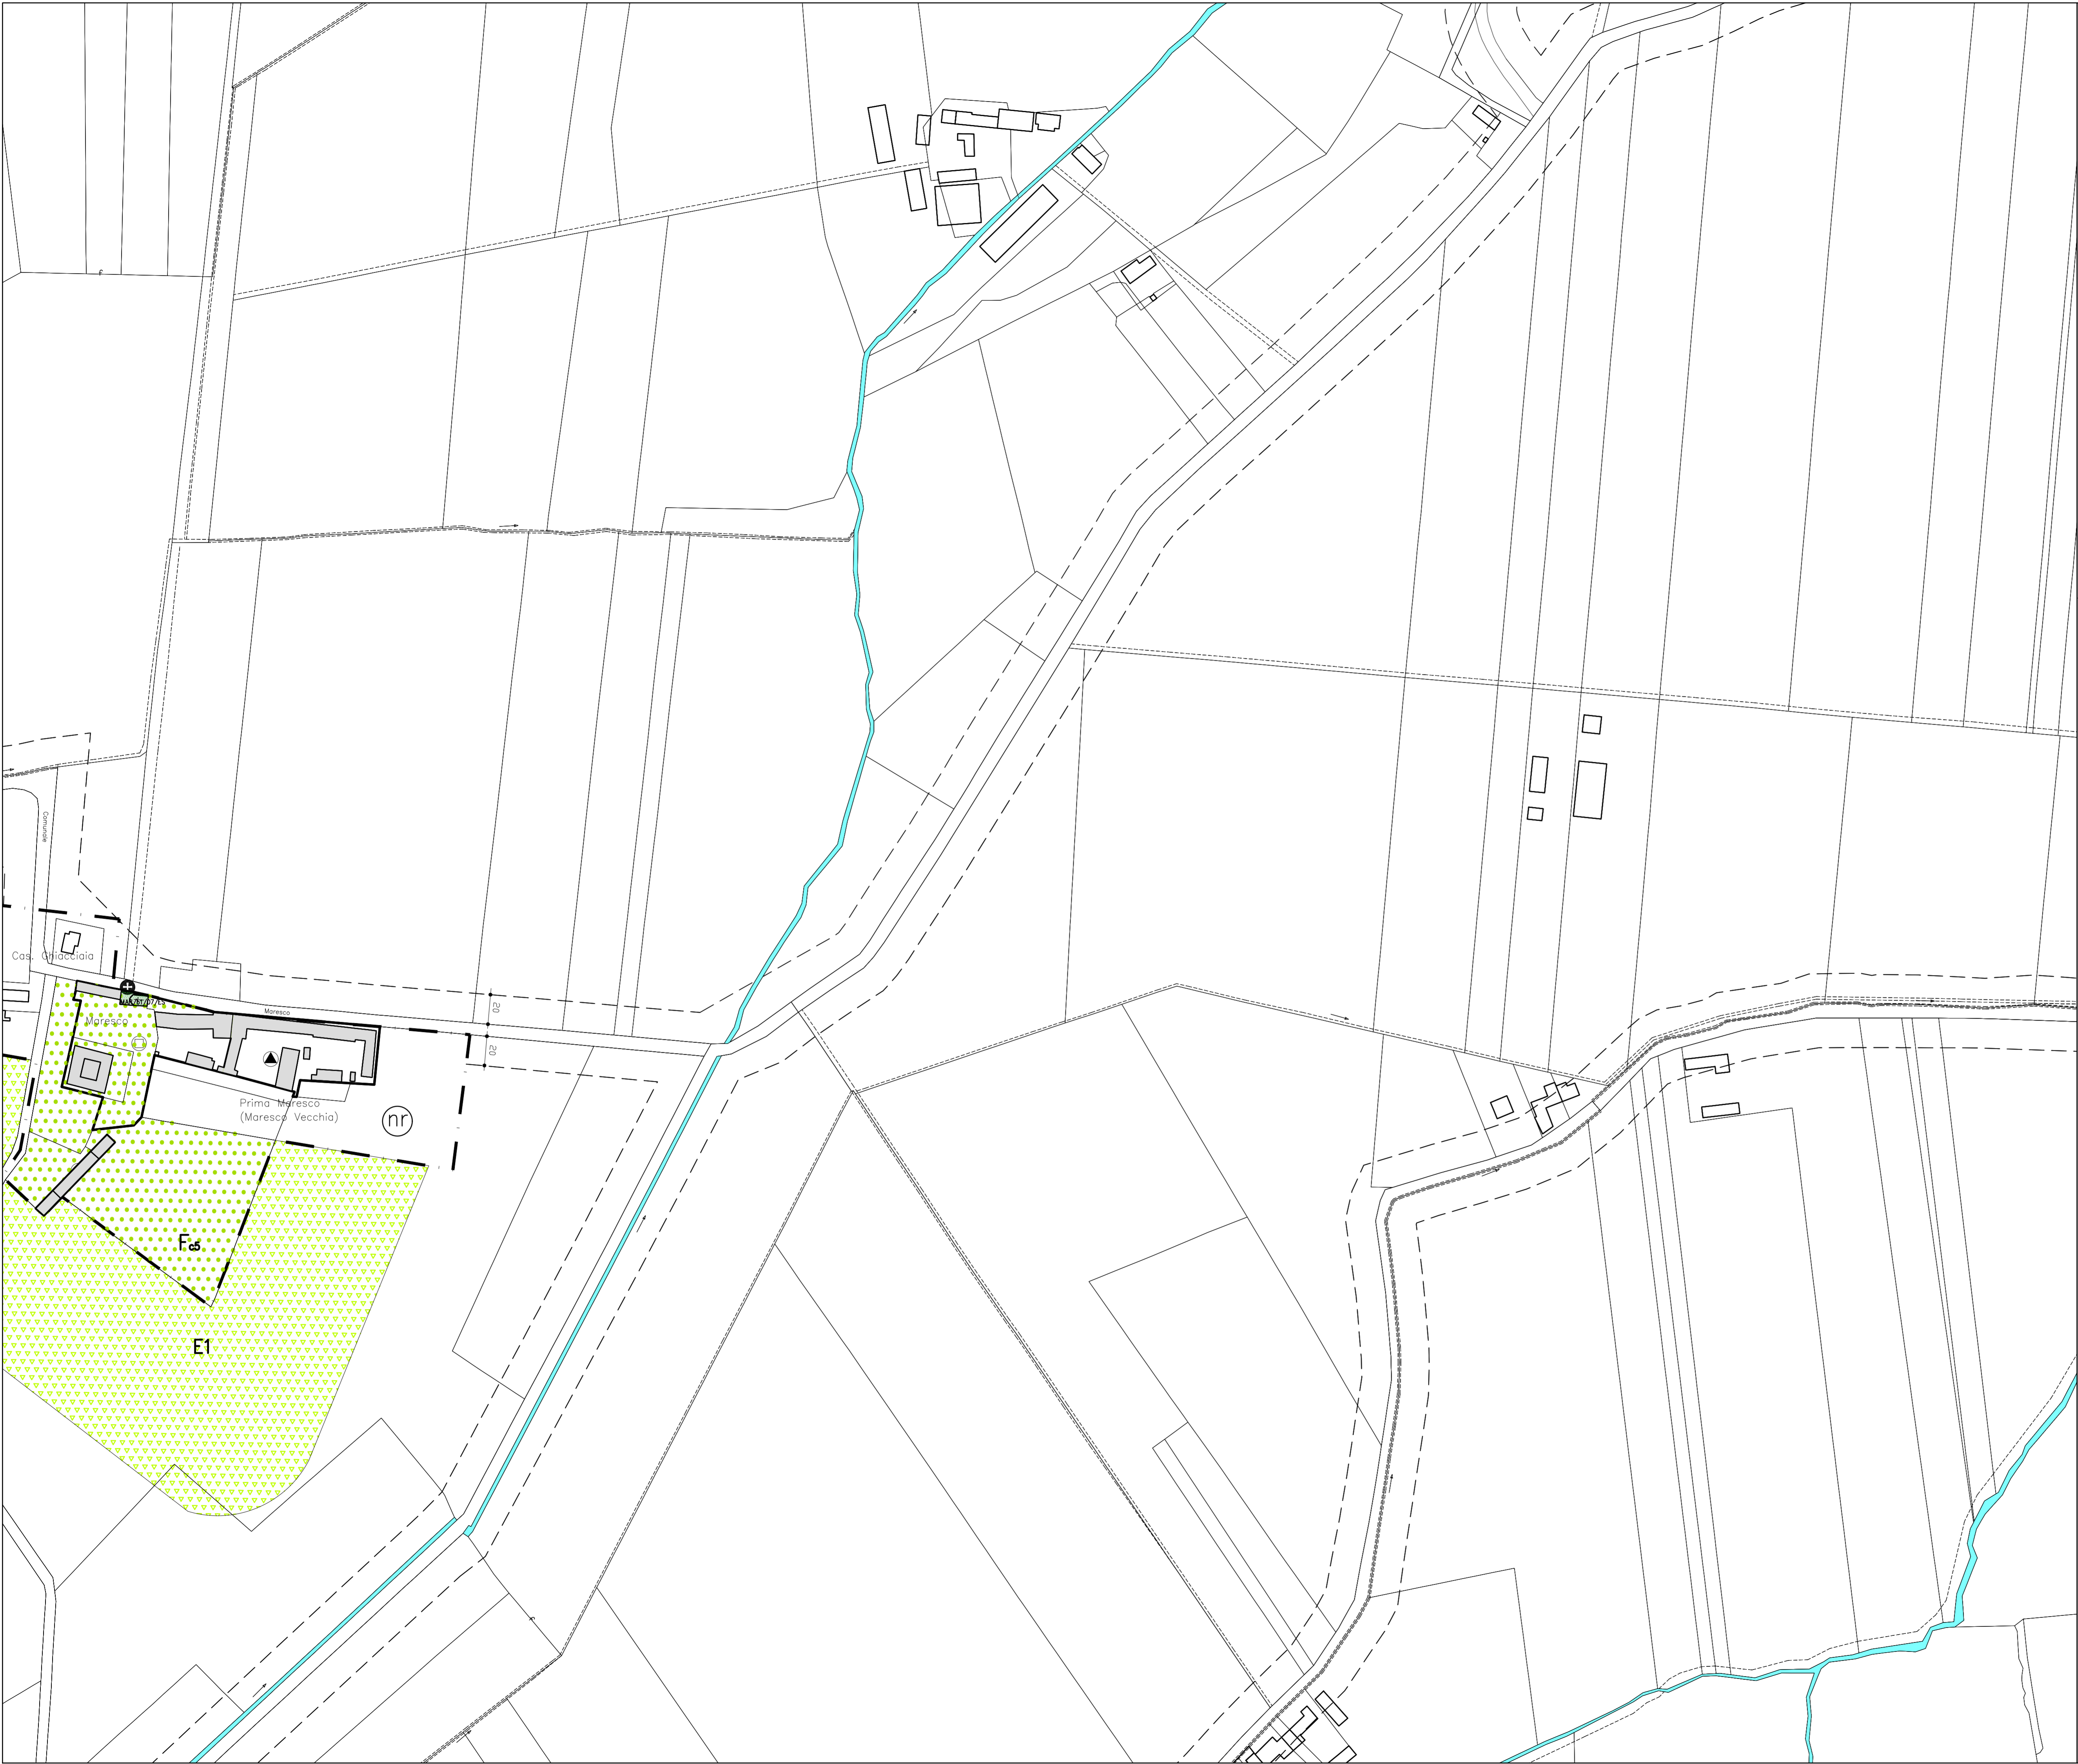 Comunale
Cas. Ghiacciaia
Maresco
Maresco
20
20
Prima Maresco
(Maresco Vecchia)
nr
Fc5
E1